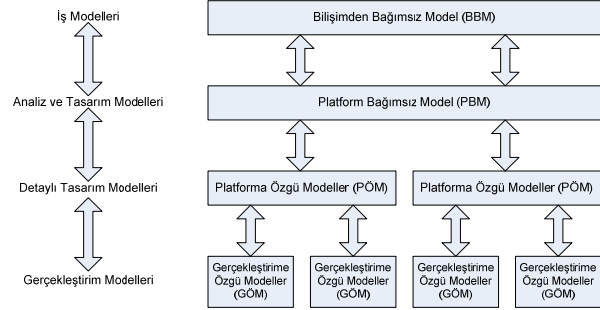 İş Modelleri
Bilişimden Bağımsız Model (BBM)
Analiz ve Tasarım Modelleri
Platform Bağımsız Model (PBM)
Detaylı Tasarım Modelleri
Platforma Özgü Modeller (PÖM)
Platforma Özgü Modeller (PÖM)
Gerçekleştirim Modelleri
Gerçekleştirime
Özgü Modeller
(GÖM)
Gerçekleştirime
Özgü Modeller
(GÖM)
Gerçekleştirime
Özgü Modeller
(GÖM)
Gerçekleştirime
Özgü Modeller
(GÖM)